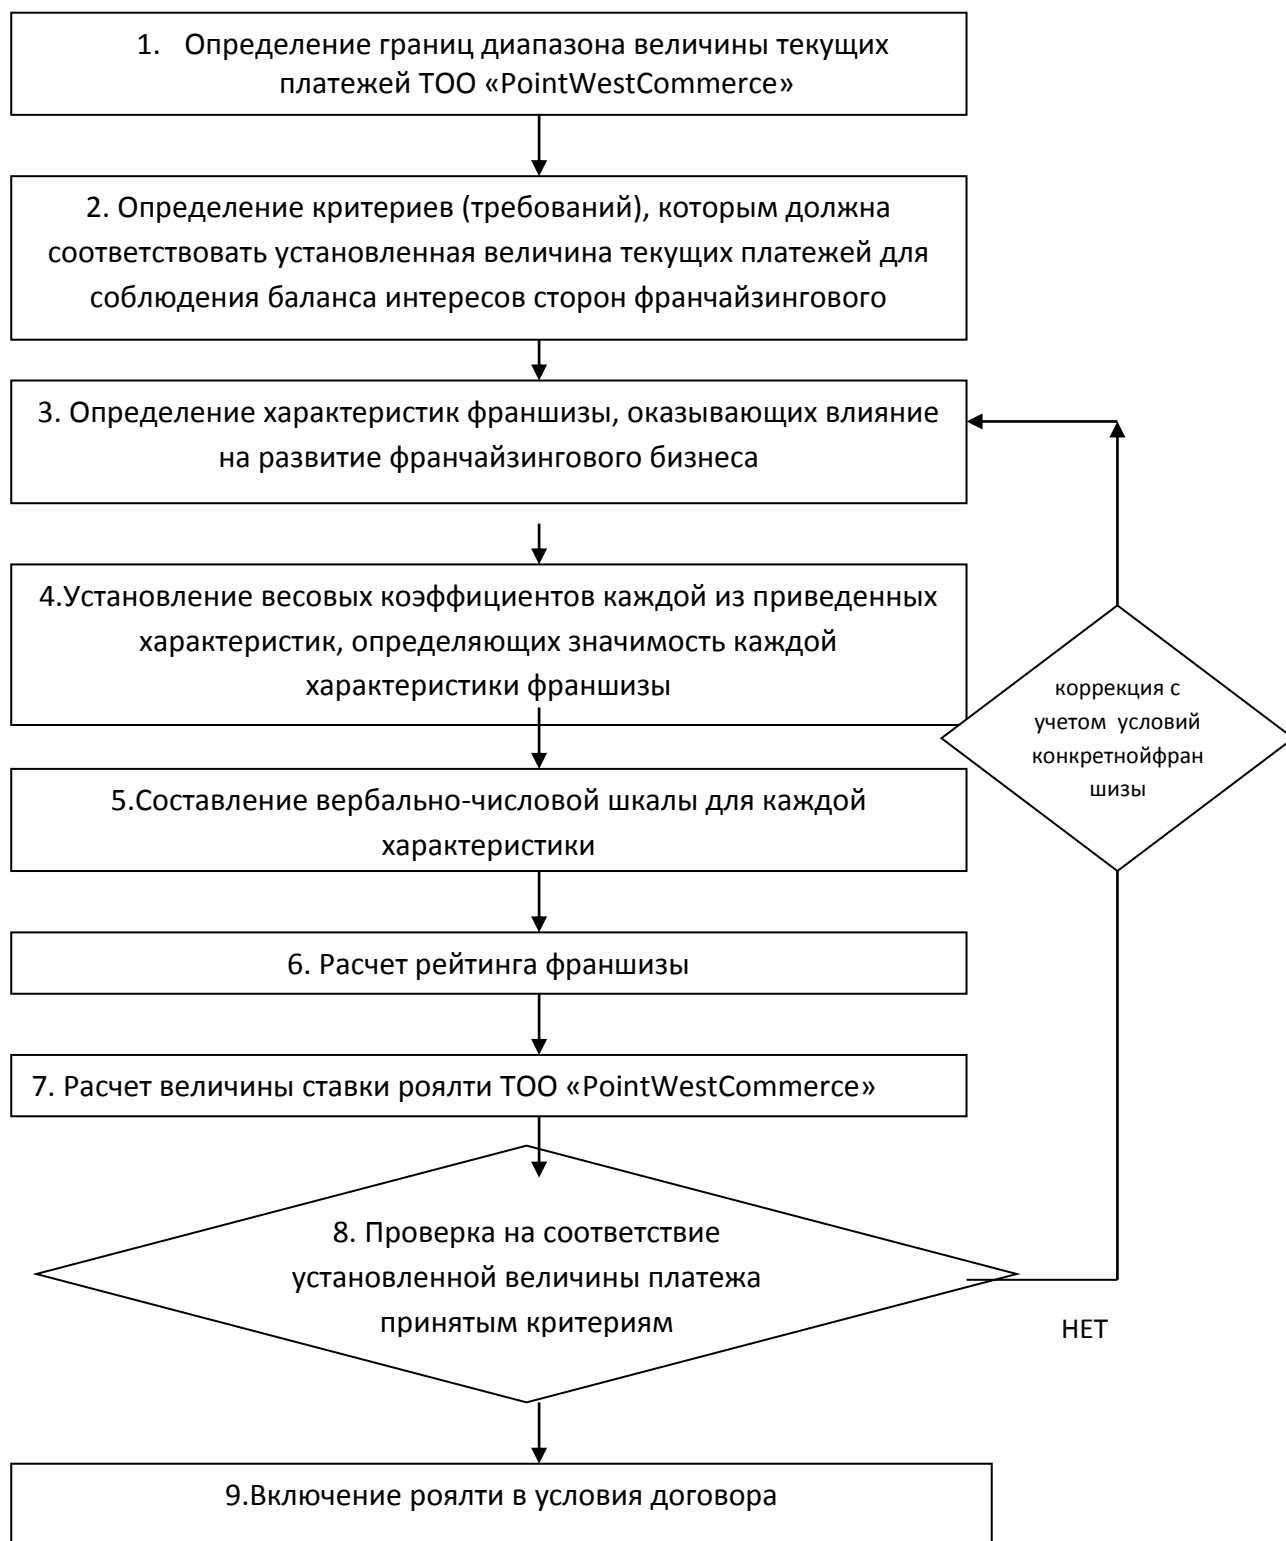 1. Определение границ диапазона величины текущих
платежей ТОО «PointWestCommerce»
2. Определение критериев (требований), которым должна
соответствовать установленная величина текущих платежей для
соблюдения баланса интересов сторон франчайзингового
3. Определение характеристик франшизы, оказывающих влияние
на развитие франчайзингового бизнеса
4.Установление весовых коэффициентов каждой из приведенных
характеристик, определяющих значимость каждой
характеристики франшизы
коррекция с
учетом условий
конкретнойфран
шизы
5.Составление вербально-числовой шкалы для каждой
характеристики
6. Расчет рейтинга франшизы
7. Расчет величины ставки роялти ТОО «PointWestCommerce»
8. Проверка на соответствие
установленной величины платежа
принятым критериям
НЕТ
9.Включение роялти в условия договора